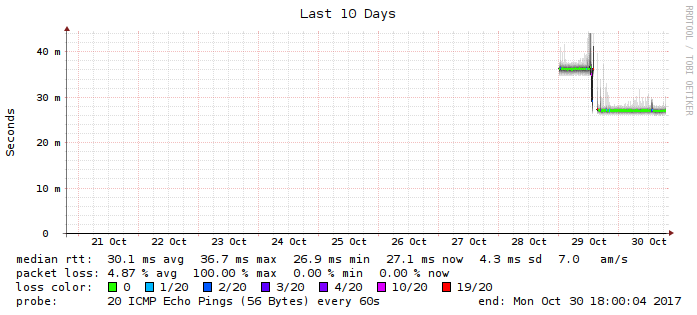 Last 10 Days
RRDTOOL / TOBI OETIKER
Seconds
40 m
30 m
20 m
10 m
0
21 Oct 22 Oct 23 Oct 24 Oct 25 Oct 26 Oct 27 Oct 28 Oct 29 Oct 30 Oct
median rtt: 30.1 ms avg 36.7 ms max 26.9 ms min 27.1 ms now 4.3 ms sd 7.0 am/s
packet loss: 4.87 % avg 100.00 % max 0.00 % min 0.00 % now
loss color: 0 1/20 2/20 3/20 4/20 10/20 19/20
probe: 20 ICMP Echo Pings (56 Bytes) every 60s end: Mon Oct 30 18:00:04 2017